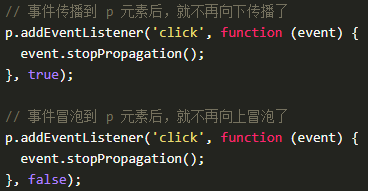 // 事件传播到 p 元素后，就不再向下传播了
p.addEventListener('click', function (event) {
  event.stopPropagation();
}, true);

// 事件冒泡到 p 元素后，就不再向上冒泡了
p.addEventListener('click', function (event) {
  event.stopPropagation();
}, false);